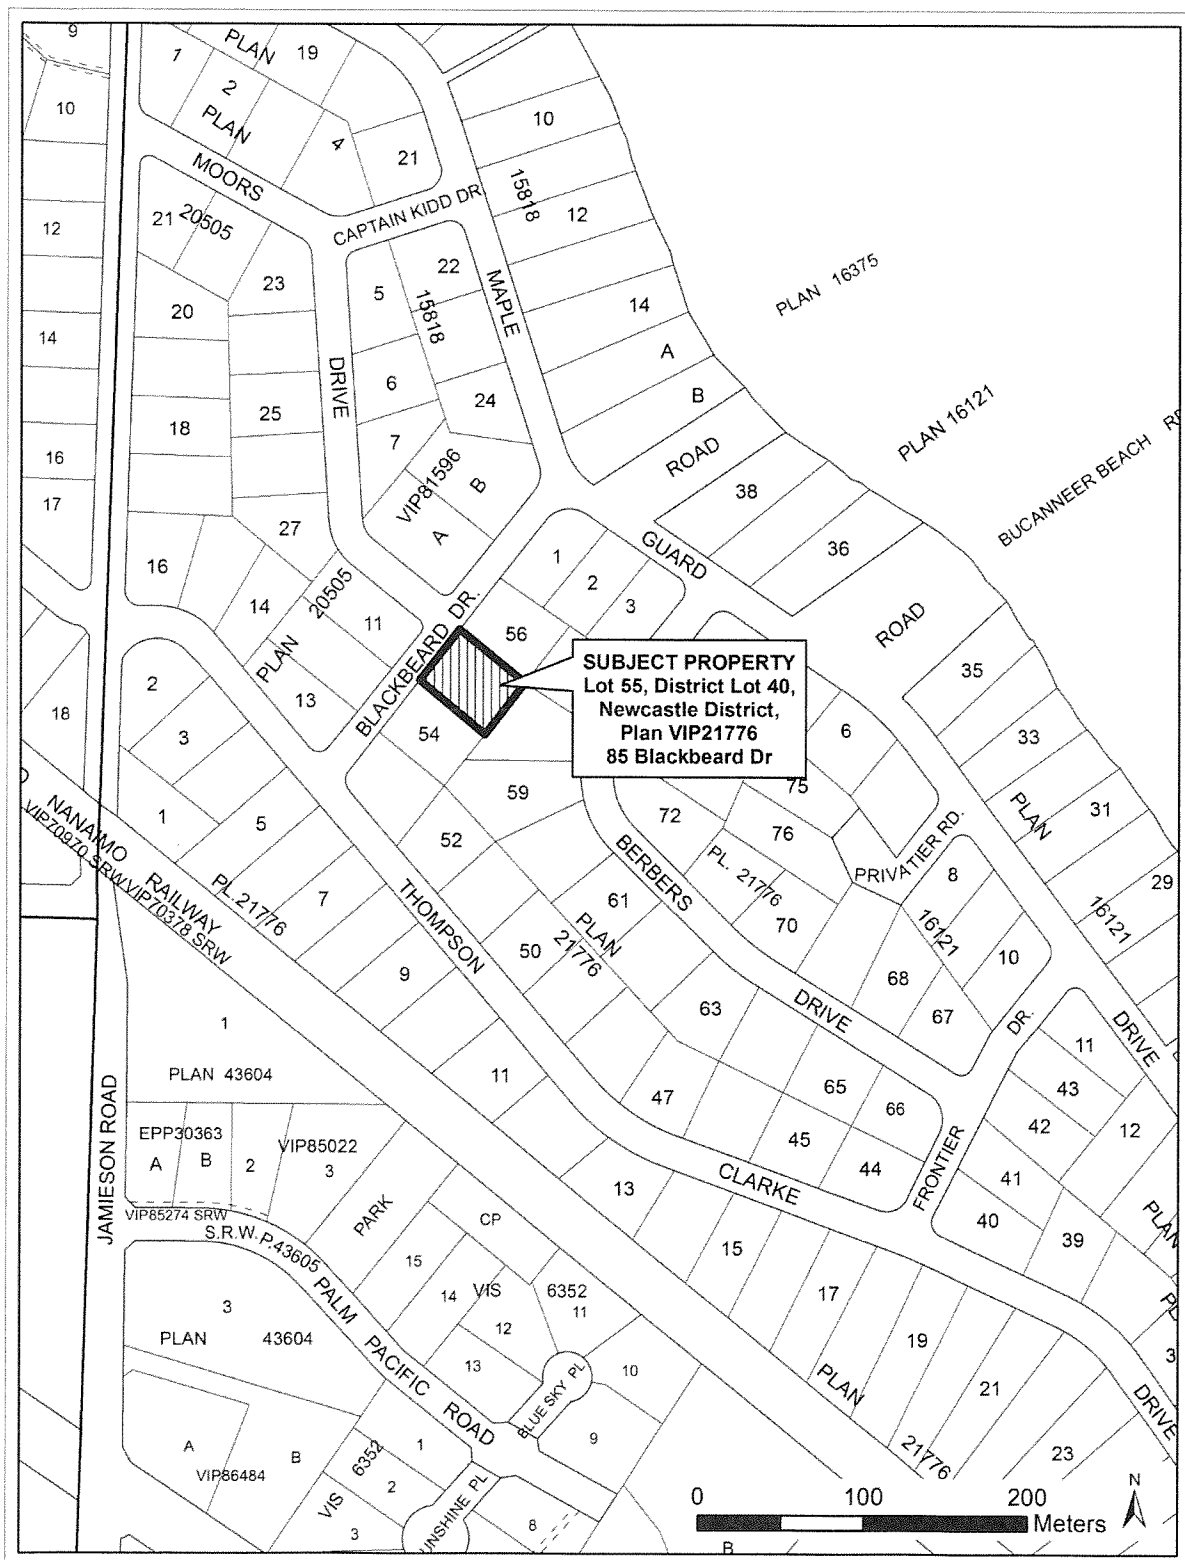 9
PLAN
19
1
2
PLAN
10
4
21
10
MOORS
CAPTAIN KIDD DR.
15818
12
21
20505
12
23
22
5
MAPLE
15818
PLAN 16375
20
14
14
DRIVE
A
6
B
24
25
18
7
ROAD
PLAN 16121
BUCANNEER BEACH
16
VIP81596
B
A
38
17
27
36
GUARD
16
1
2
3
14
20505
11
BLACKBEARD DR.
56
ROAD
PLAN
SUBJECT PROPERTY
Lot 55, District Lot 40,
Newcastle District,
Plan VIP21776
85 Blackbeard Dr
35
2
13
18
54
6
33
3
59
75
PLAN
31
1
5
52
72
76
PRIVATIER RD.
NANAIMO
RAILWAY
VIP70970 SRW
VIP70378 SRW
PL. 21776
7
THOMPSON
BERBERS
PL. 21776
8
29
61
PLAN
21776
70
16121
16121
50
10
9
68
63
DRIVE
67
DR.
DRIVE
1
11
PLAN 43604
11
43
65
47
66
42
12
JAMIESON ROAD
EPP30363
A
B
2
VIP85022
3
45
44
FRONTIER
CLARKE
41
13
PARK
VIP85274 SRW
S.R.W. P.43605
CP
40
39
PLAN
15
15
14
VIS
6352
11
12
17
3
PLAN 43604
PALM PACIFIC ROAD
13
BLUE SKY PL
10
19
PLAN
3
21
DRIVE
9
A
B
VIP86484
1
6352
2
VIS
3
21776
23
8
0 100 200
Meters
N
B